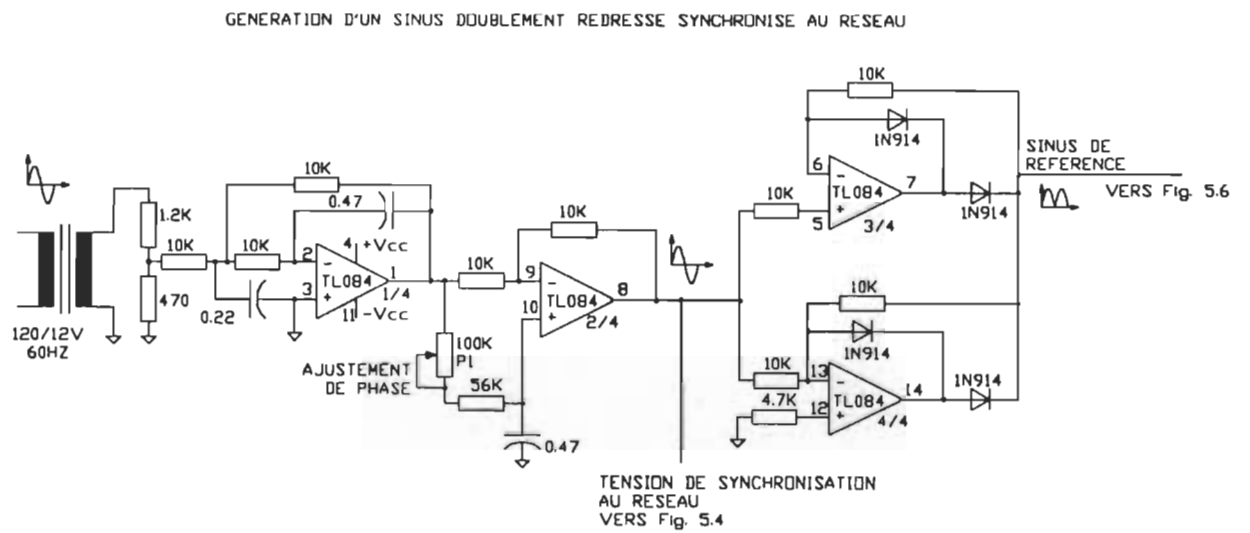 GENERATION D'UN SINUS DOUBLEMENT REDRESSE SYNCHRONISE AU RESEAU
120/12V
60HZ
1.2K
470
10K
10K
0.22
10K
0.47
2
3
4
+Vcc
TL084
1
1/4
11
-Vcc
AJUSTEMENT
DE PHASE
100K
P1
56K
0.47
10K
10K
9
10
TL084
8
2/4
TENSION DE SYNCHRONISATION
AU RESEAU
VERS Fig. 5.4
10K
1N914
10K
6
5
TL084
7
3/4
1N914
SINUS DE
REFERENCE
VERS Fig. 5.6
10K
1N914
10K
4.7K
13
12
TL084
14
4/4
1N914